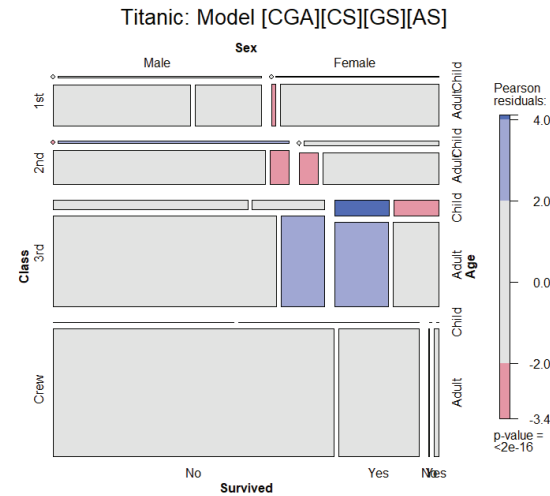 Titanic: Model [CGA][CS][GS][AS]
Sex
Male Female
1st
Child
Adult
2nd
Child
Adult
Class
3rd
Child
Adult
Age
Crew
Child
Adult
No Yes No Yes
Survived
Pearson
residuals:
4.0
2.0
0.0
-2.0
-3.4
p-value =
<2e-16